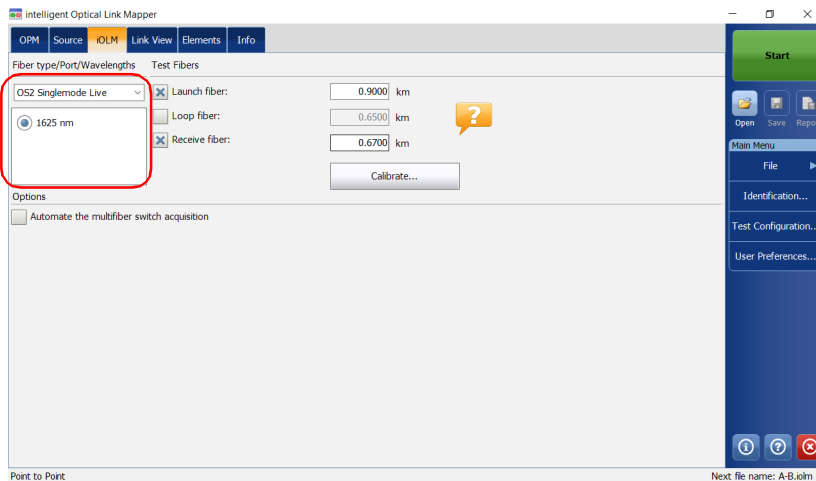 intelligent Optical Link Mapper
OPM Source iOLM Link View Elements Info
Fiber type/Port/Wavelengths Test Fibers
OS2 Singlemode Live
1625 nm
Launch fiber: 0.9000 km
Loop fiber: 0.6500 km
Receive fiber: 0.6700 km
?
Calibrate...
Options
Automate the multifiber switch acquisition
Start
Open Save Repo
Main Menu
File
Identification...
Test Configuration..
User Preferences...
Point to Point
Next file name: A-B.iolm